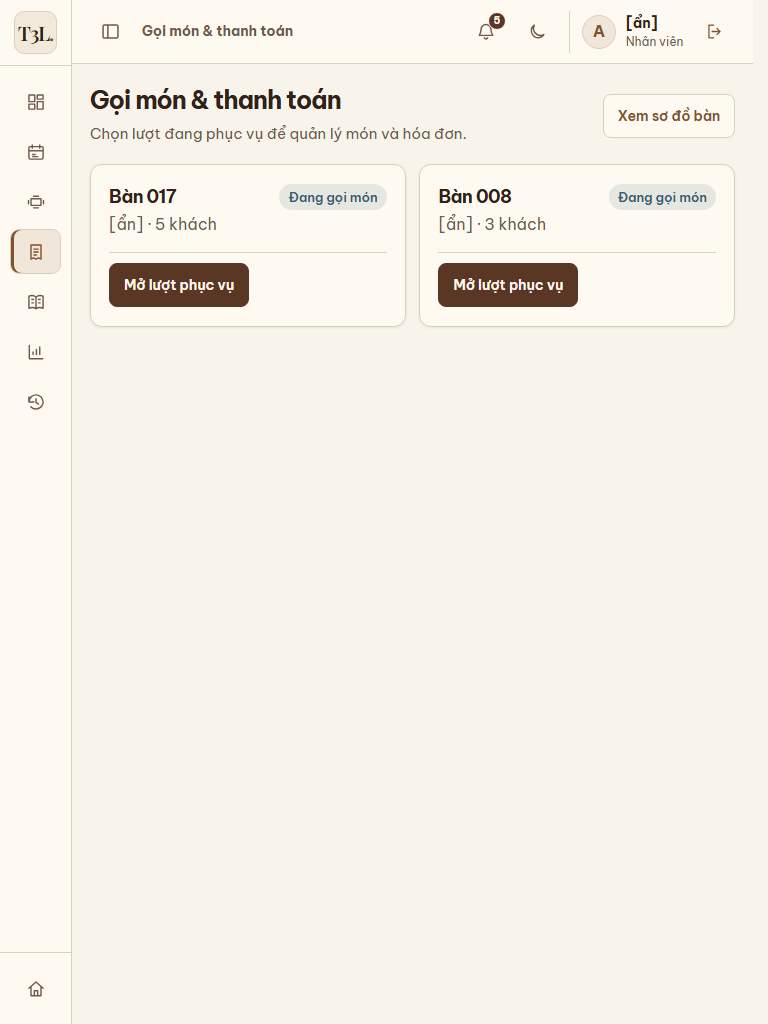 T3L.
Gọi món & thanh toán
5
A
[ẩn]
Nhân viên
Gọi món & thanh toán
Chọn lượt đang phục vụ để quản lý món và hóa đơn.
Xem sơ đồ bàn
Bàn 017
Đang gọi món
[ẩn] · 5 khách
Mở lượt phục vụ
Bàn 008
Đang gọi món
[ẩn] · 3 khách
Mở lượt phục vụ